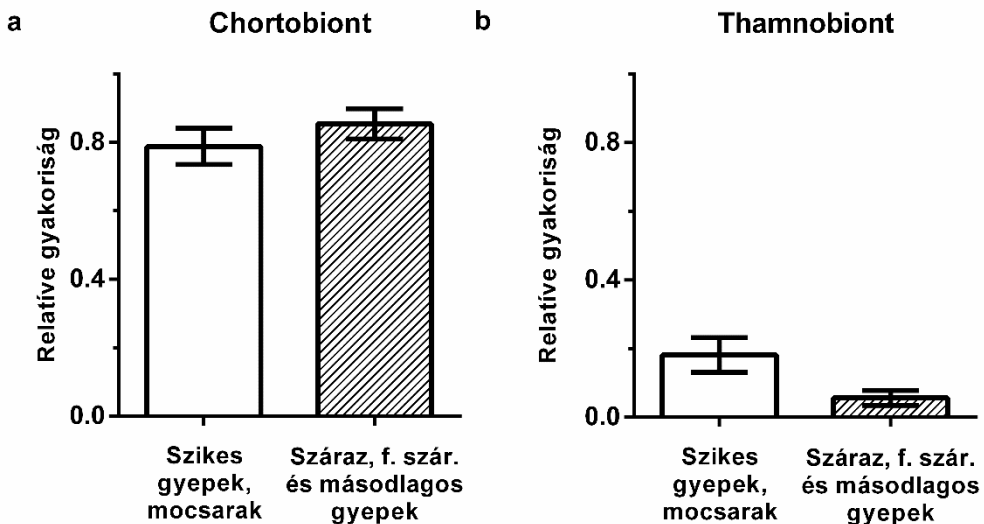 a
Chortobiont
Relatíve gyakoriság
0.8
0.4
0.0
Szikes
gyepek,
mocsarak
Száraz, f. szár.
és másodlagos
gyepek
b
Thamnobiont
Relatíve gyakoriság
0.8
0.4
0.0
Szikes
gyepek,
mocsarak
Száraz, f. szár.
és másodlagos
gyepek